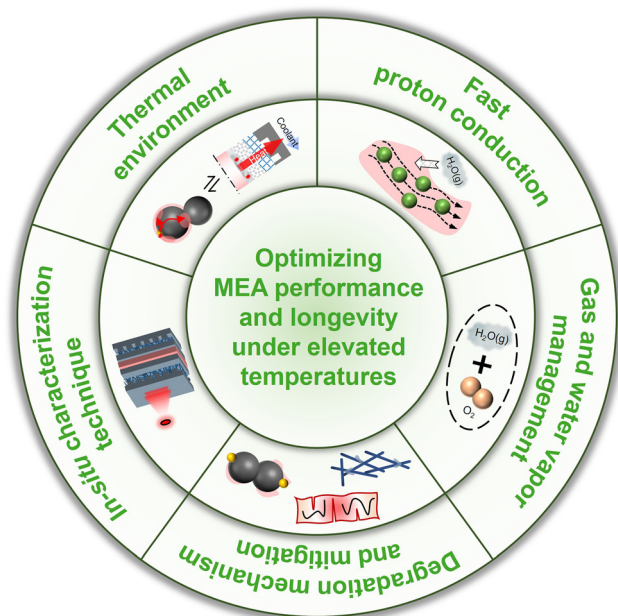 Thermal
environment
Fast
proton conduction
Gas and water vapor
management
Degradation mechanism
and mitigation
In-situ characterization
technique
Coolant
Heat
H₂O(g)
H₂O(g)
+
O₂
Optimizing
MEA performance
and longevity
under elevated
temperatures